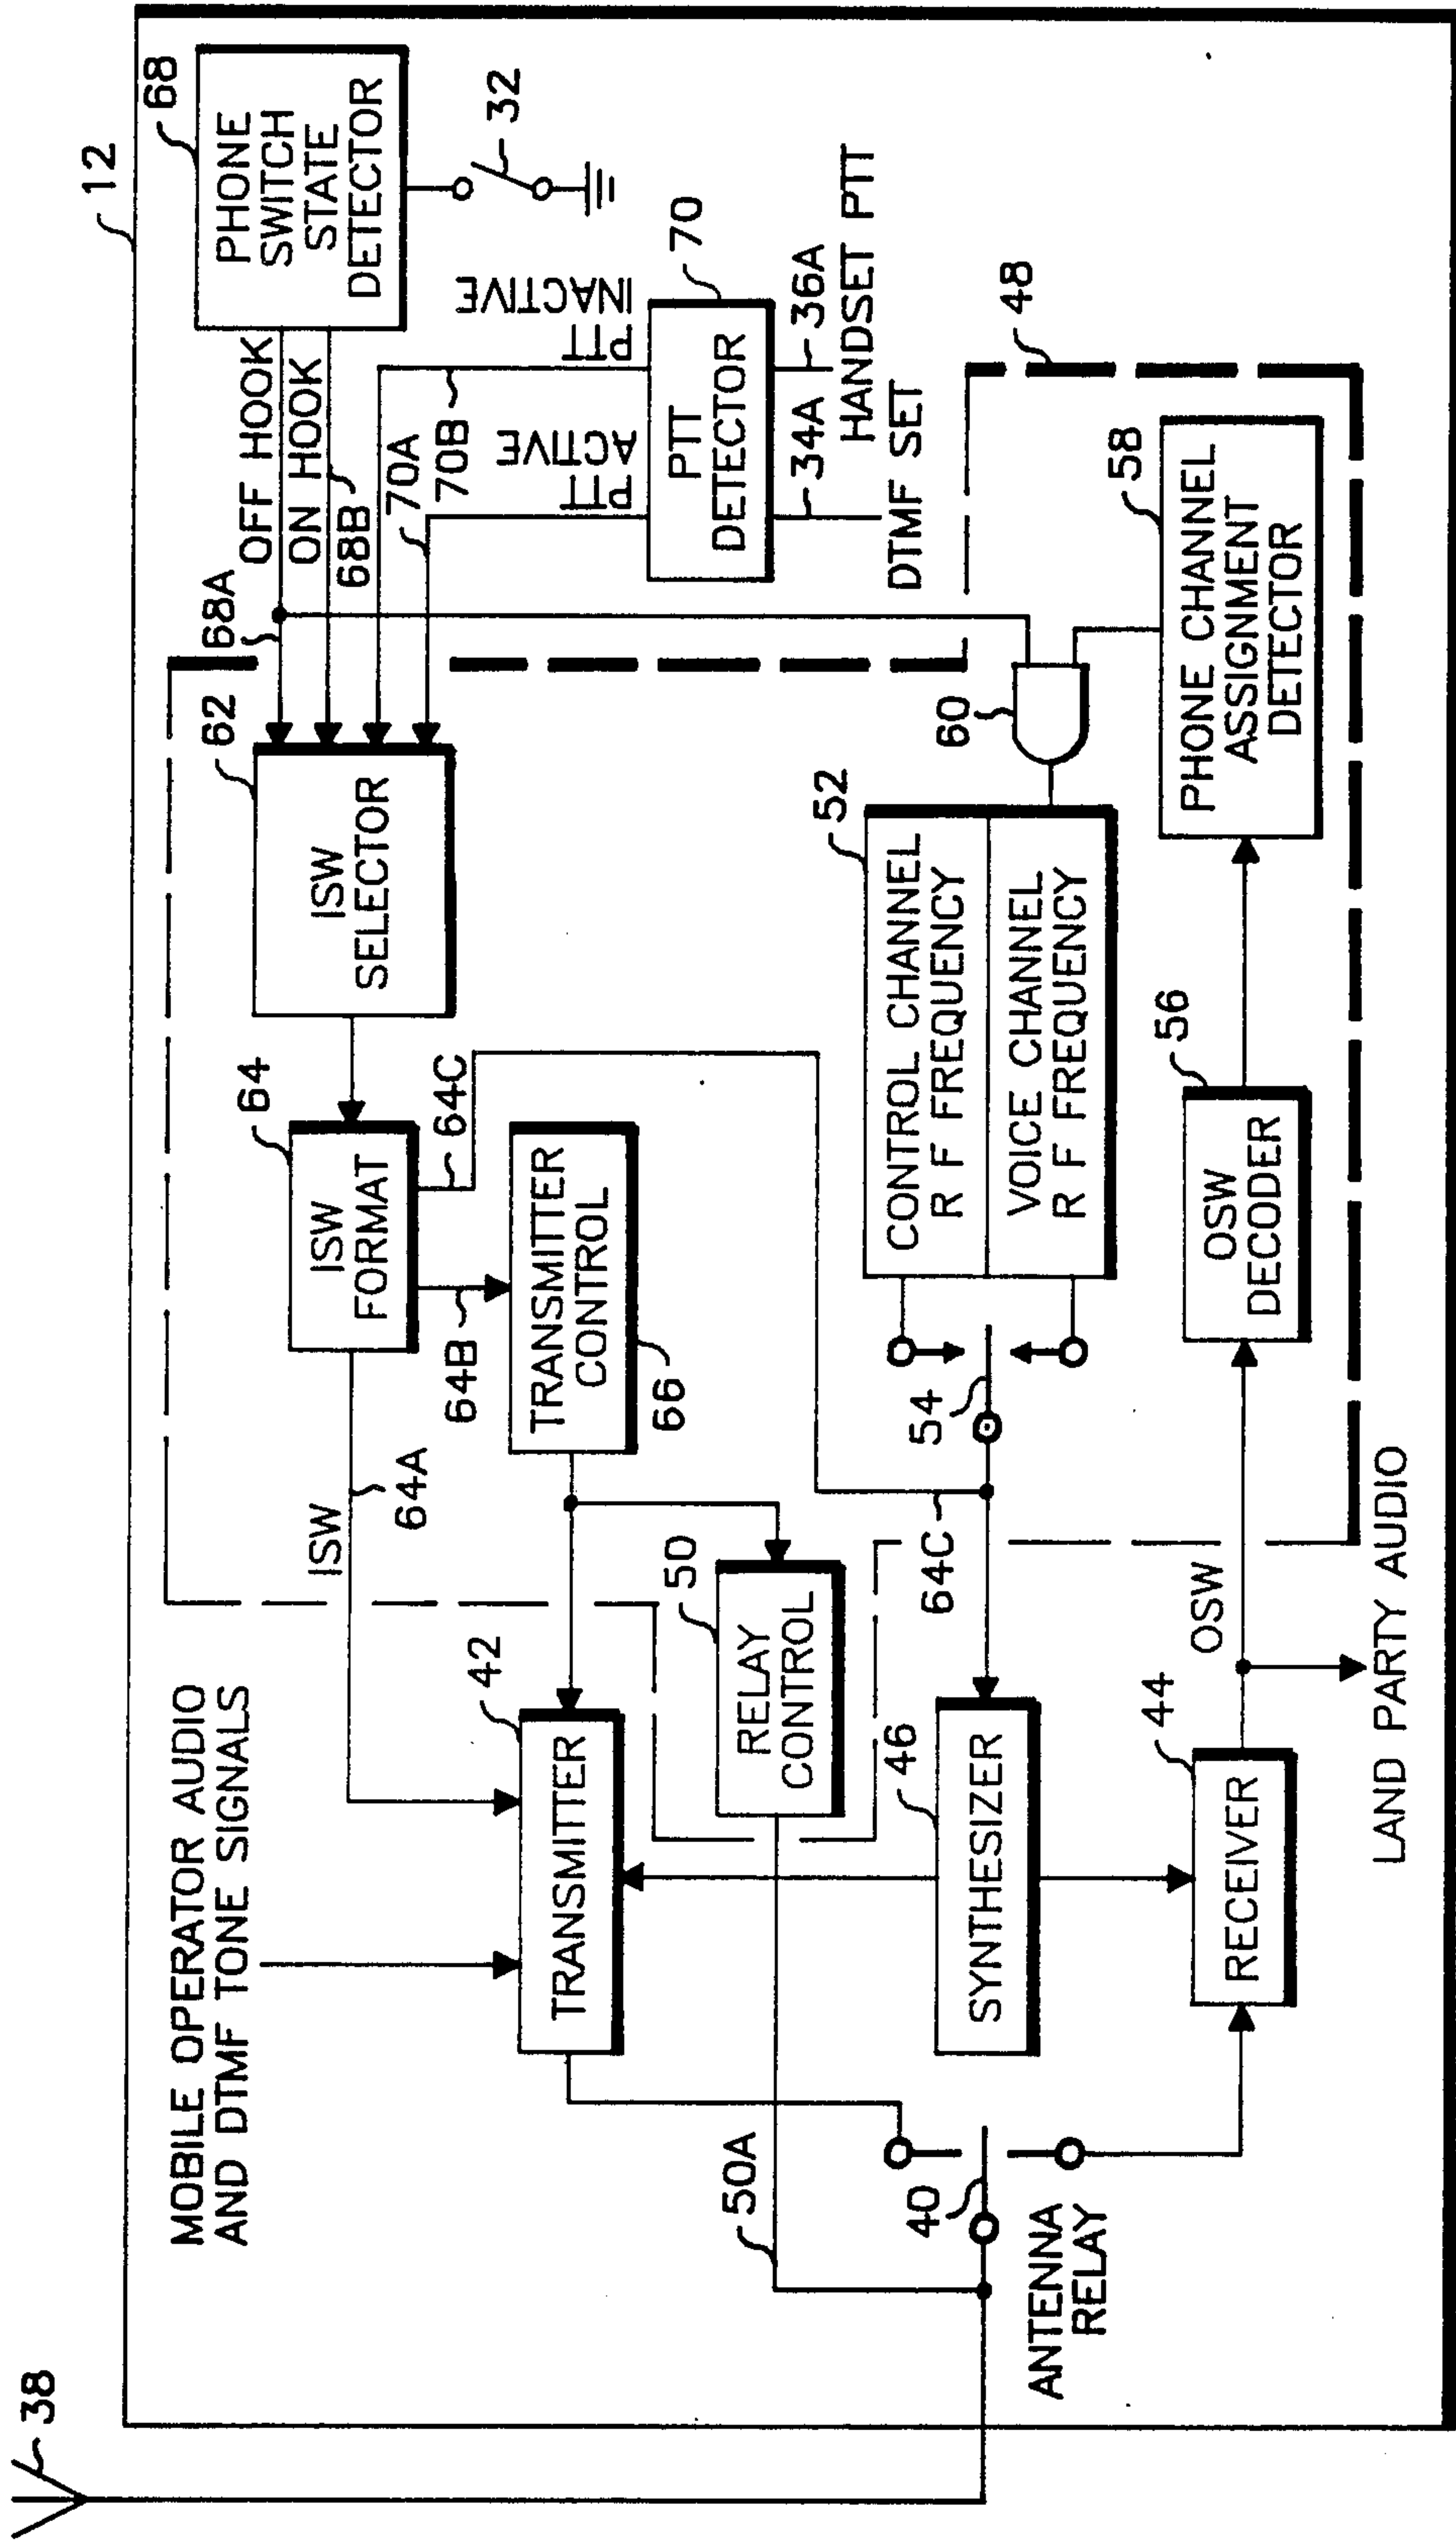 38
12
MOBILE OPERATOR AUDIO
AND DTMF TONE SIGNALS
ISW
64A
64
ISW
FORMAT
62
ISW
SELECTOR
68A
OFF HOOK
ON HOOK
68B
68
PHONE
SWITCH
STATE
DETECTOR
32
70A
70B
PTT
ACTIVE
PTT
INACTIVE
70
PTT
DETECTOR
34A
36A
HANDSET PTT
DTMF SET
48
64B
64C
TRANSMITTER
CONTROL
66
42
TRANSMITTER
50
RELAY
CONTROL
50A
52
CONTROL CHANNEL
R F FREQUENCY
VOICE CHANNEL
R F FREQUENCY
60
54
64C
46
SYNTHESIZER
40
ANTENNA
RELAY
44
RECEIVER
OSW
56
OSW
DECODER
58
PHONE CHANNEL
ASSIGNMENT
DETECTOR
LAND PARTY AUDIO